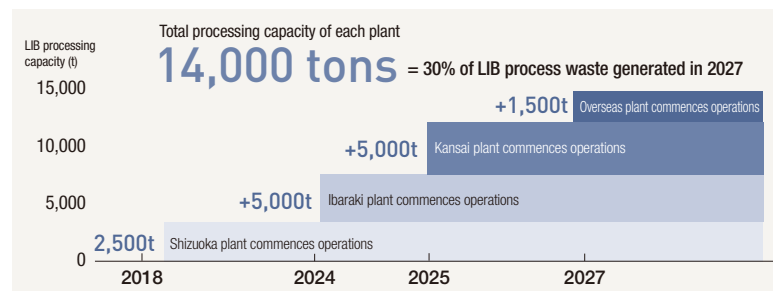 Total processing capacity of each plant
LIB processing
capacity (t)
14,000 tons = 30% of LIB process waste generated in 2027
15,000
+1,500t Overseas plant commences operations
10,000
+5,000t Kansai plant commences operations
5,000
+5,000t Ibaraki plant commences operations
2,500t Shizuoka plant commences operations
0
2018 2024 2025 2027